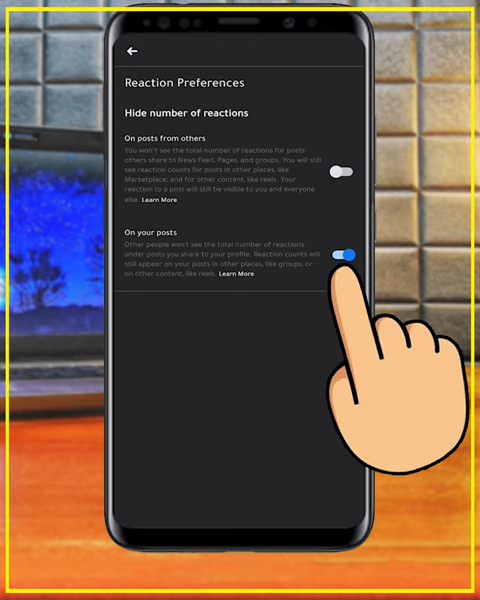 Reaction Preferences
Hide number of reactions
On posts from others
You won't see the total number of reactions for posts
others share to News Feed, Pages, and groups. You will still
see reaction counts for posts in other places, like
Marketplace, and for other content, like reels. Your
reaction to a post will still be visible to you and everyone
else. Learn More
On your posts
Other people won't see the total number of reactions
under posts you share to your profile. Reaction counts will
still appear on your posts in other places, like groups, or
on other content, like reels. Learn More